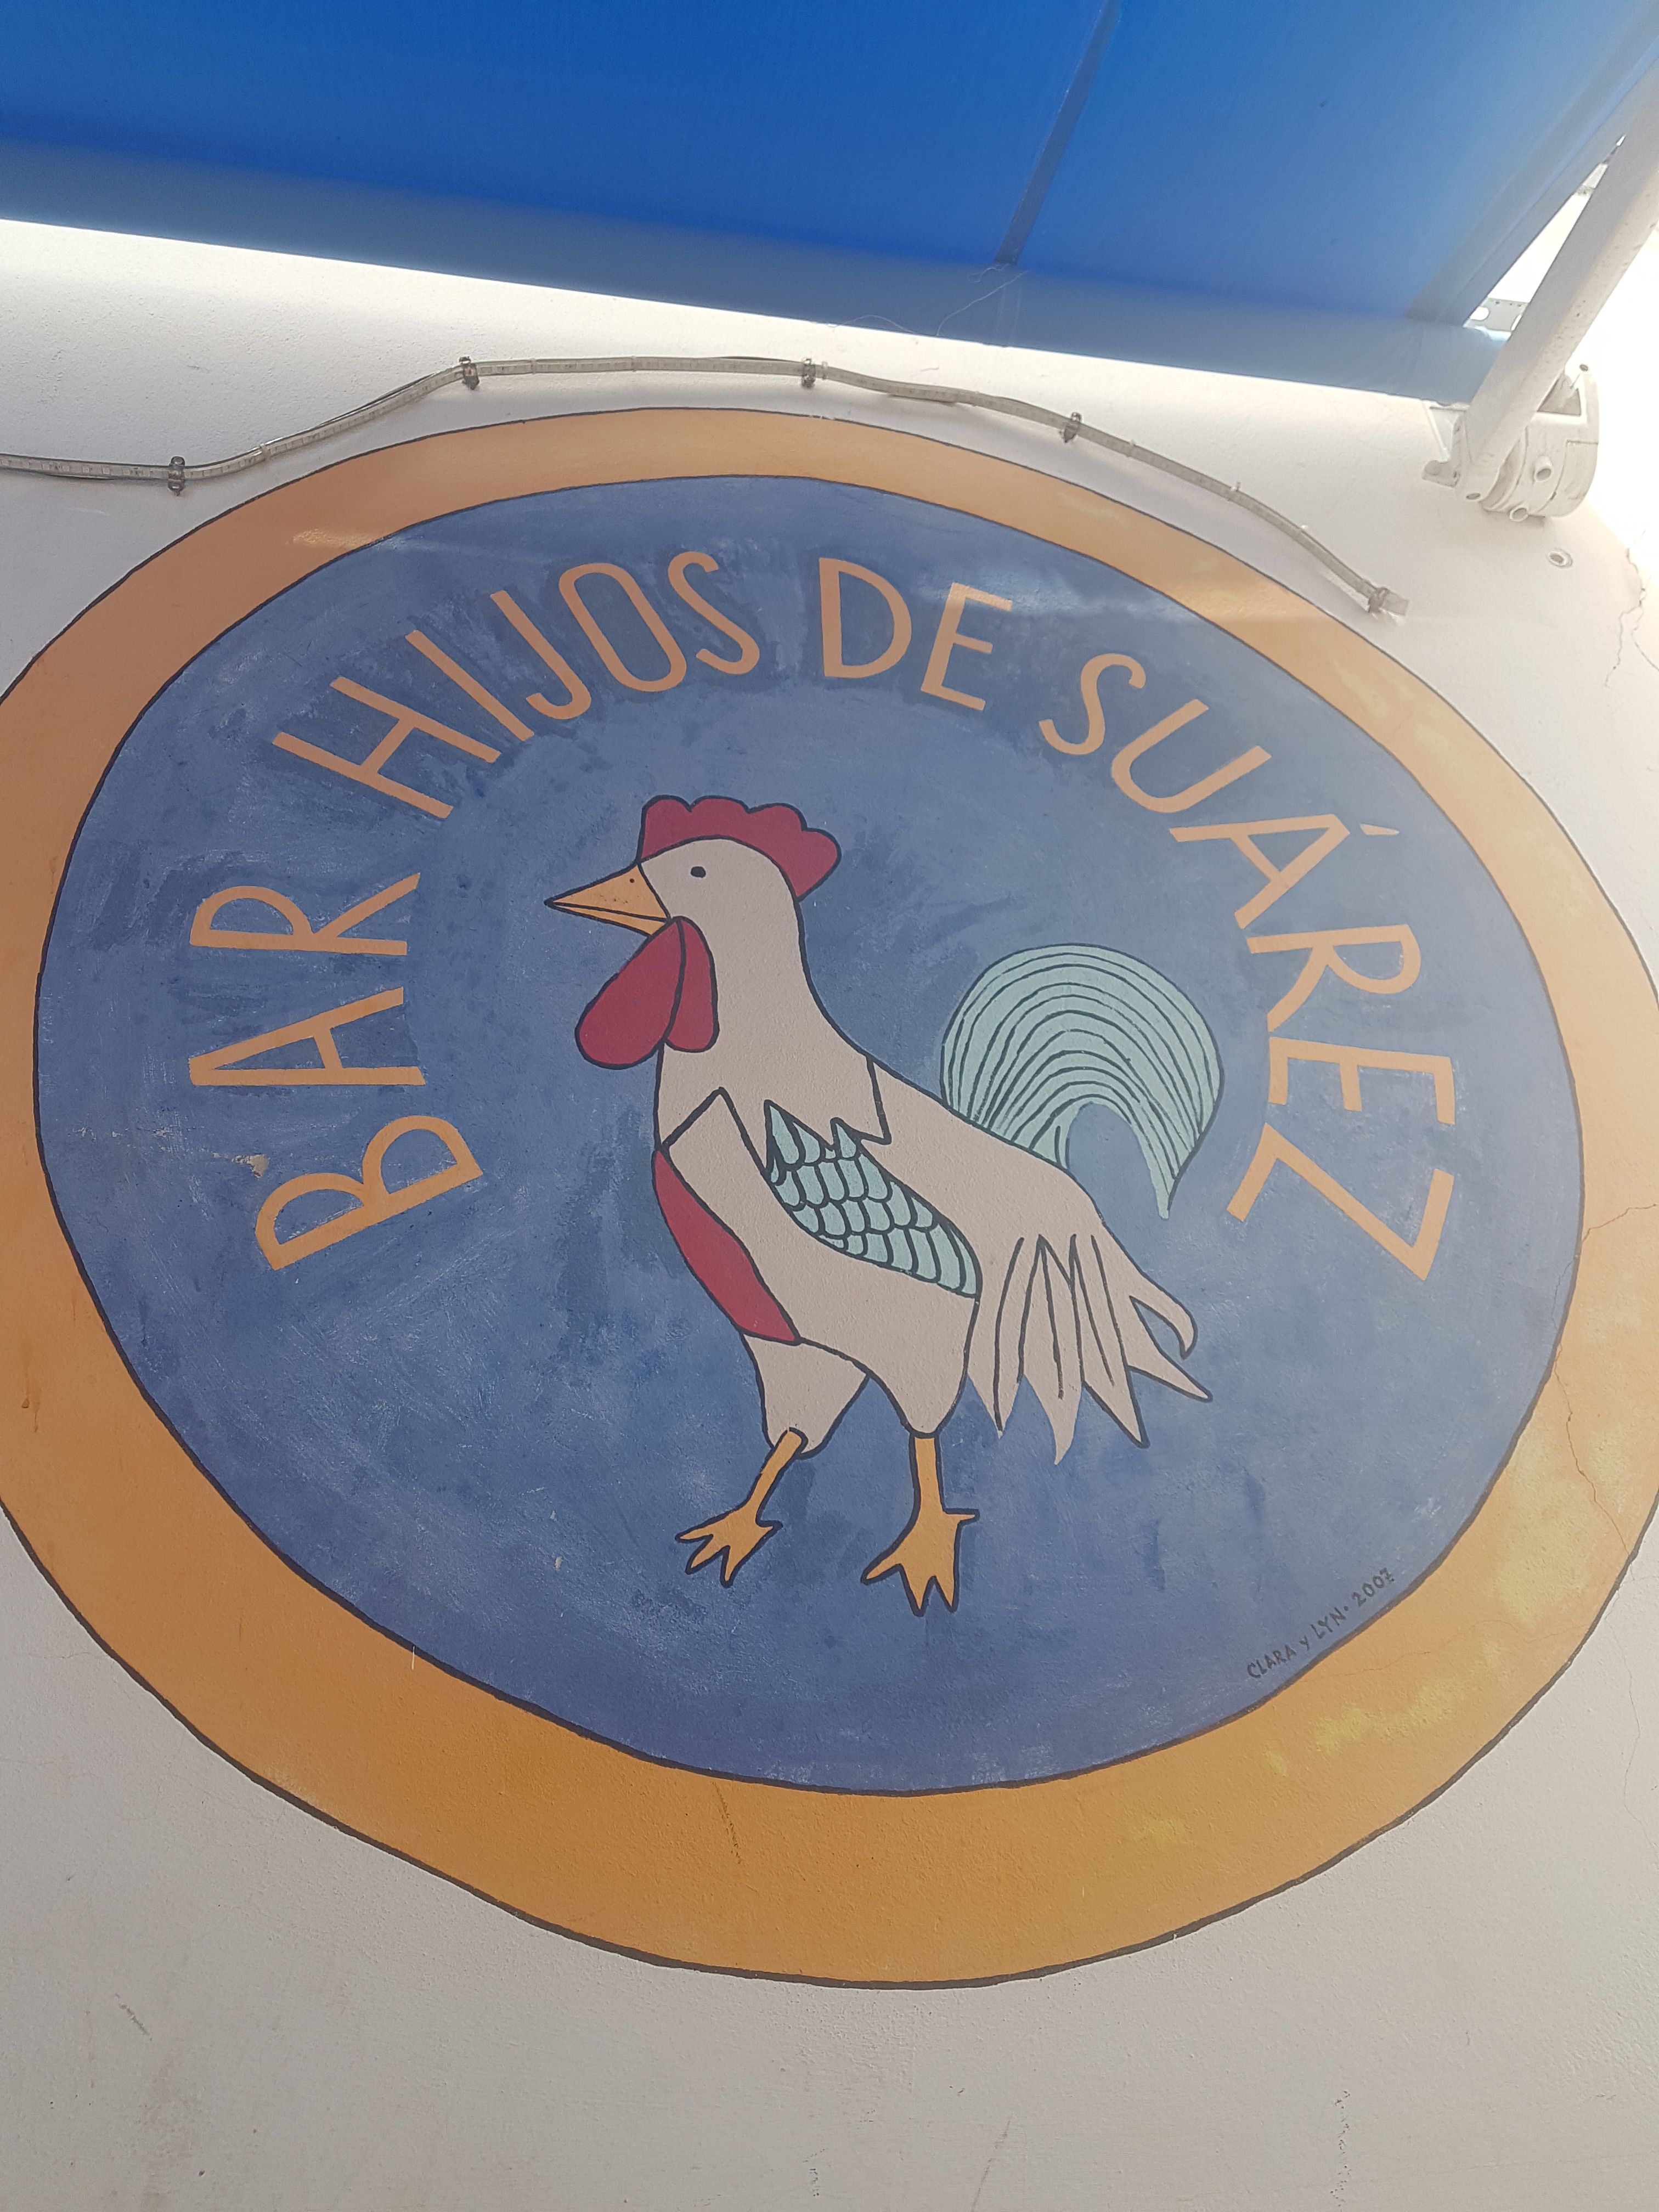 BAR HIJOS DE SUÁREZ
CLARA y LYN · 2007